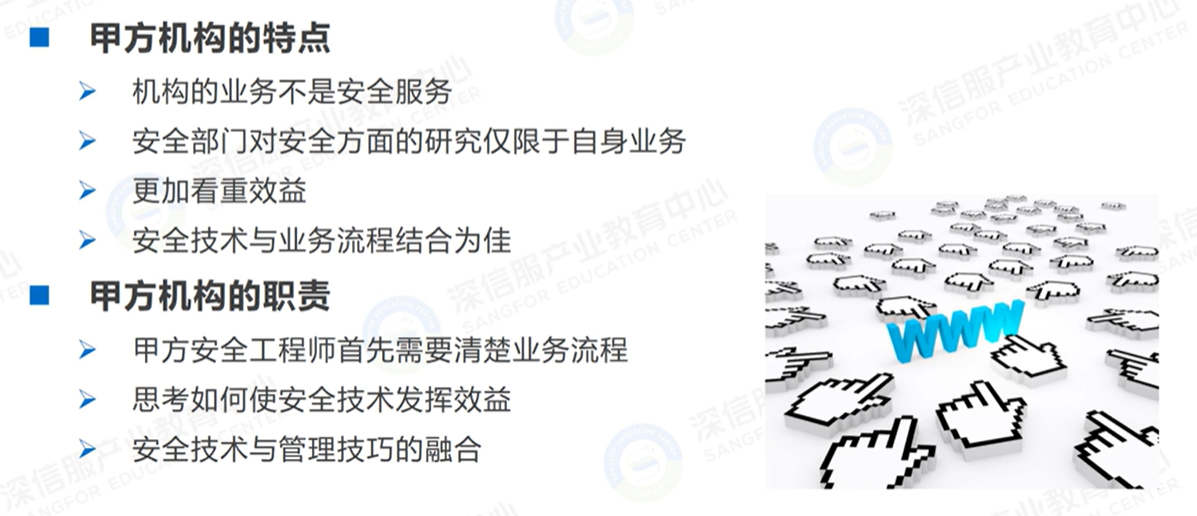 甲方机构的特点
机构的业务不是安全服务
安全部门对安全方面的研究仅限于自身业务
更加看重效益
安全技术与业务流程结合为佳
甲方机构的职责
甲方安全工程师首先需要清楚业务流程
思考如何使安全技术发挥效益
安全技术与管理技巧的融合
WWW
深信服产业教育中心
SANGFOR EDUCATION CENTER